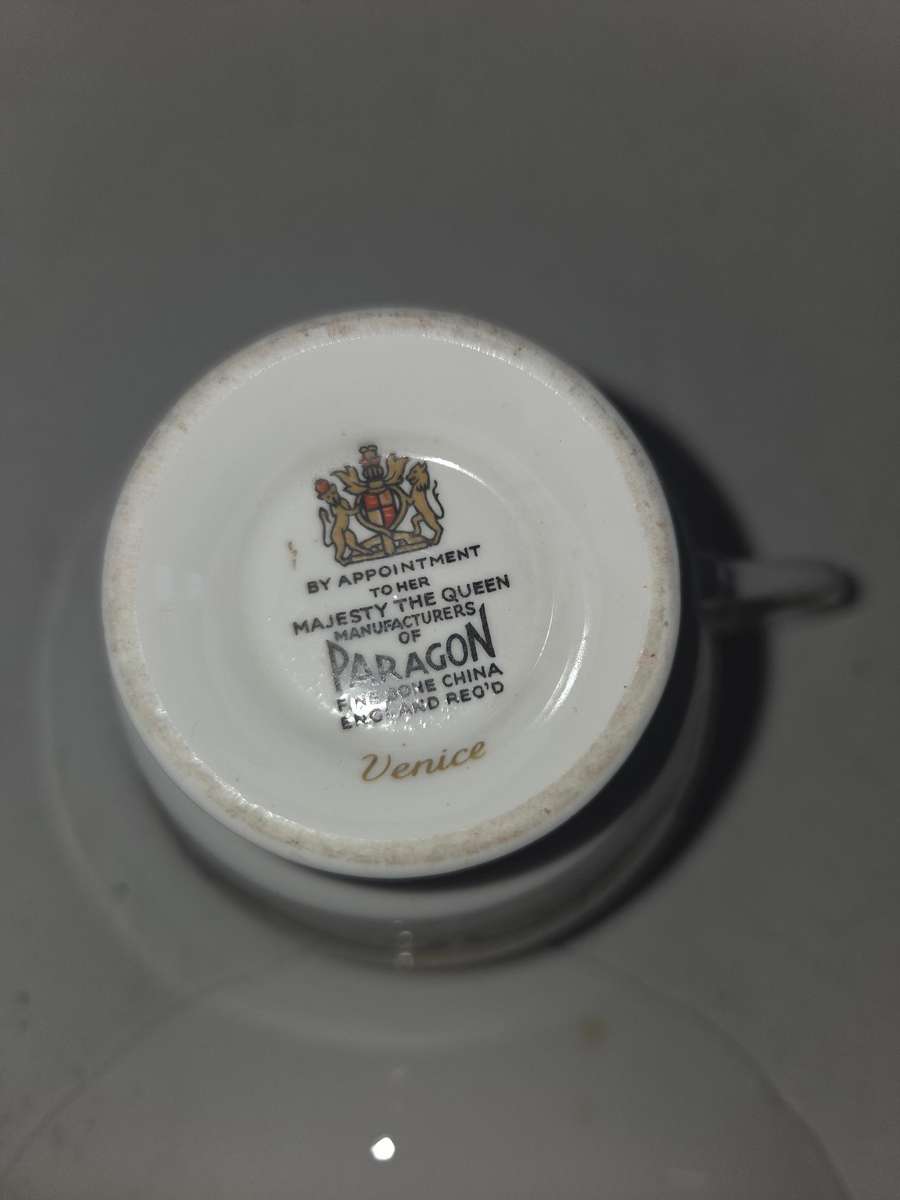 BY APPOINTMENT
TO HER
MAJESTY THE QUEEN
MANUFACTURERS
OF
PARAGON
FINE BONE CHINA
ENGLAND REG'D
Venice